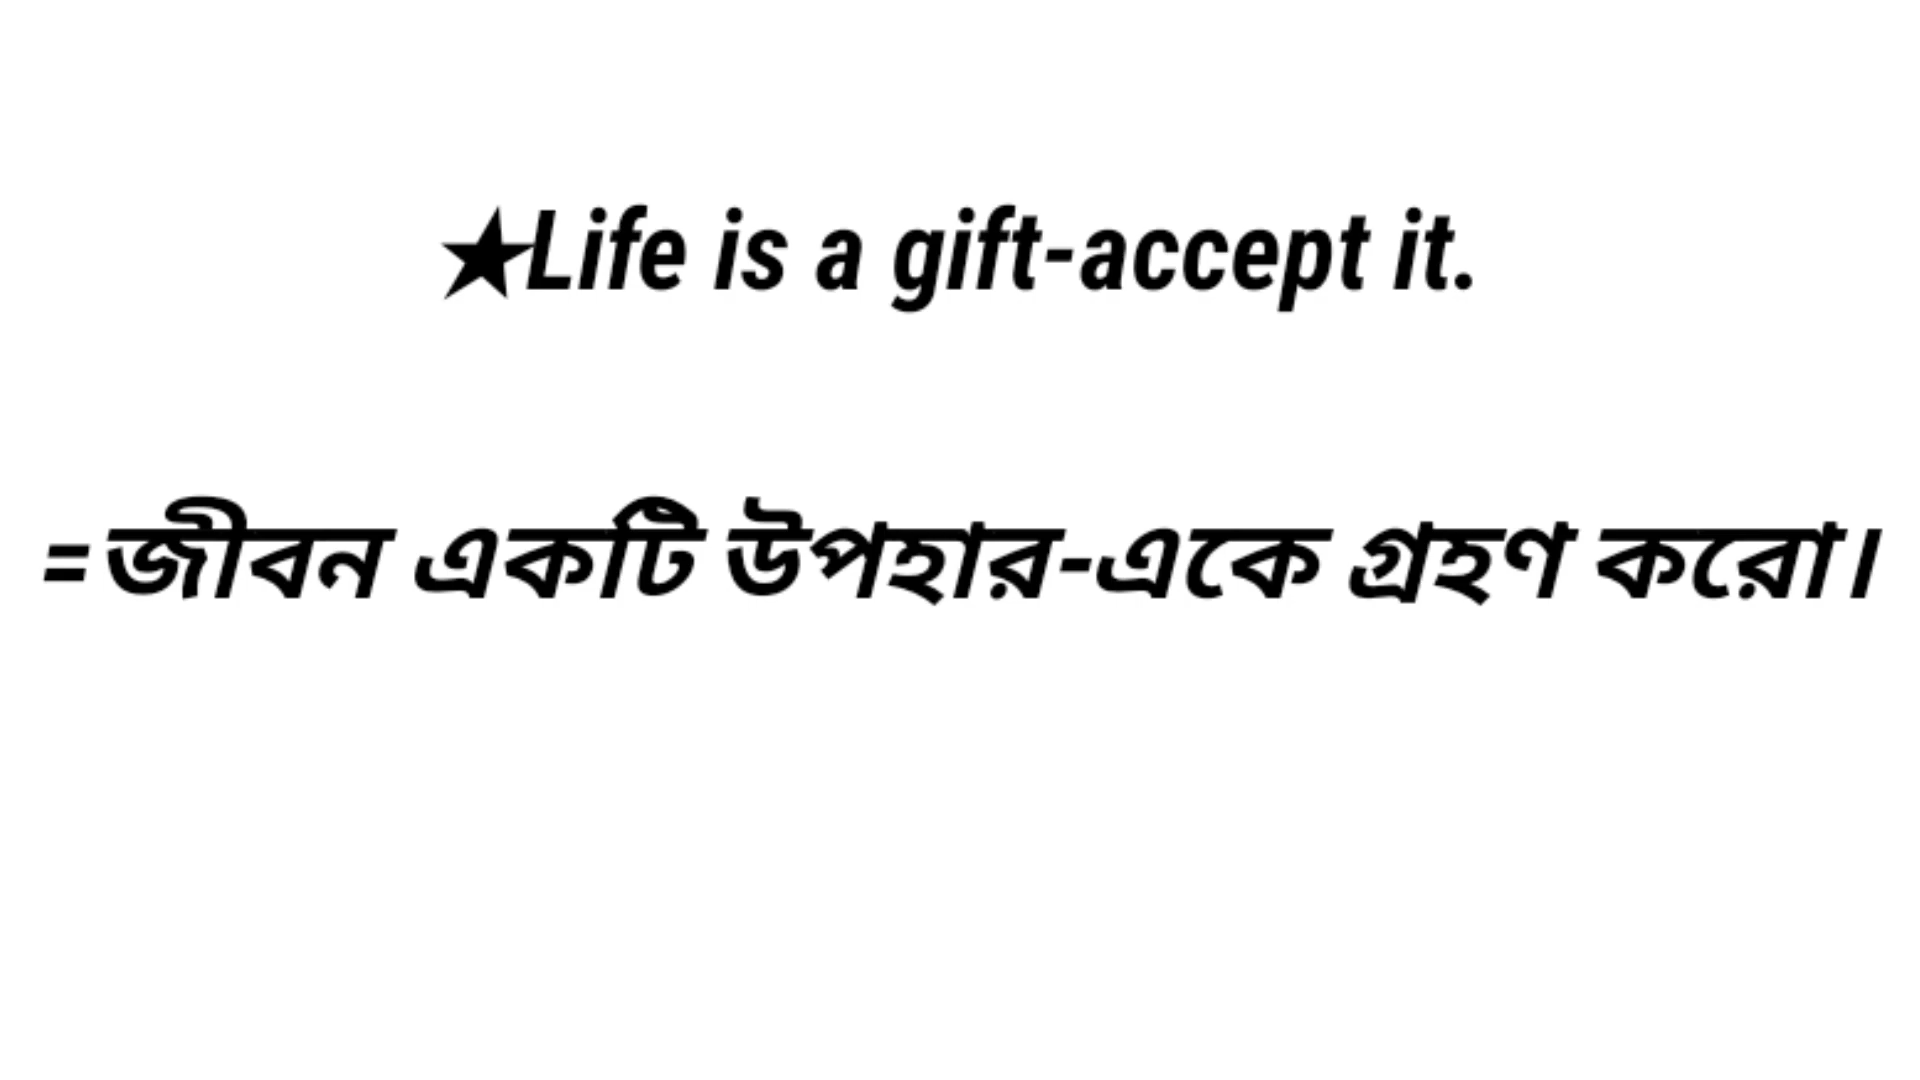 ★Life is a gift-accept it.
=জীবন একটি উপহার-একে গ্রহণ করো।